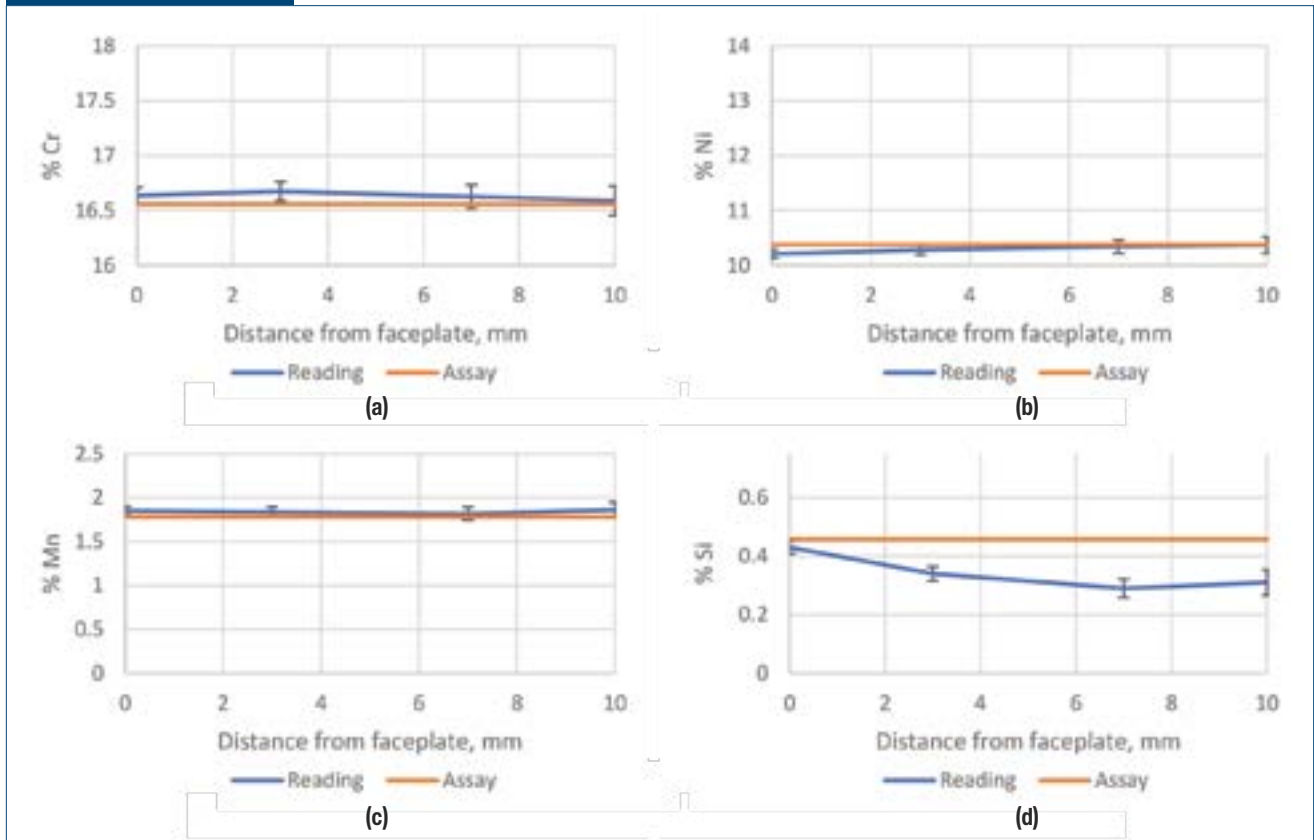 18
17.5
17
16.5
16
% Cr
0 2 4 6 8 10
Distance from faceplate, mm
Reading Assay
(a)
14
13
12
11
10
% Ni
0 2 4 6 8 10
Distance from faceplate, mm
Reading Assay
(b)
2.5
2
1.5
1
0.5
0
% Mn
0 2 4 6 8 10
Distance from faceplate, mm
Reading Assay
(c)
0.6
0.4
0.2
0
% Si
0 2 4 6 8 10
Distance from faceplate, mm
Reading Assay
(d)